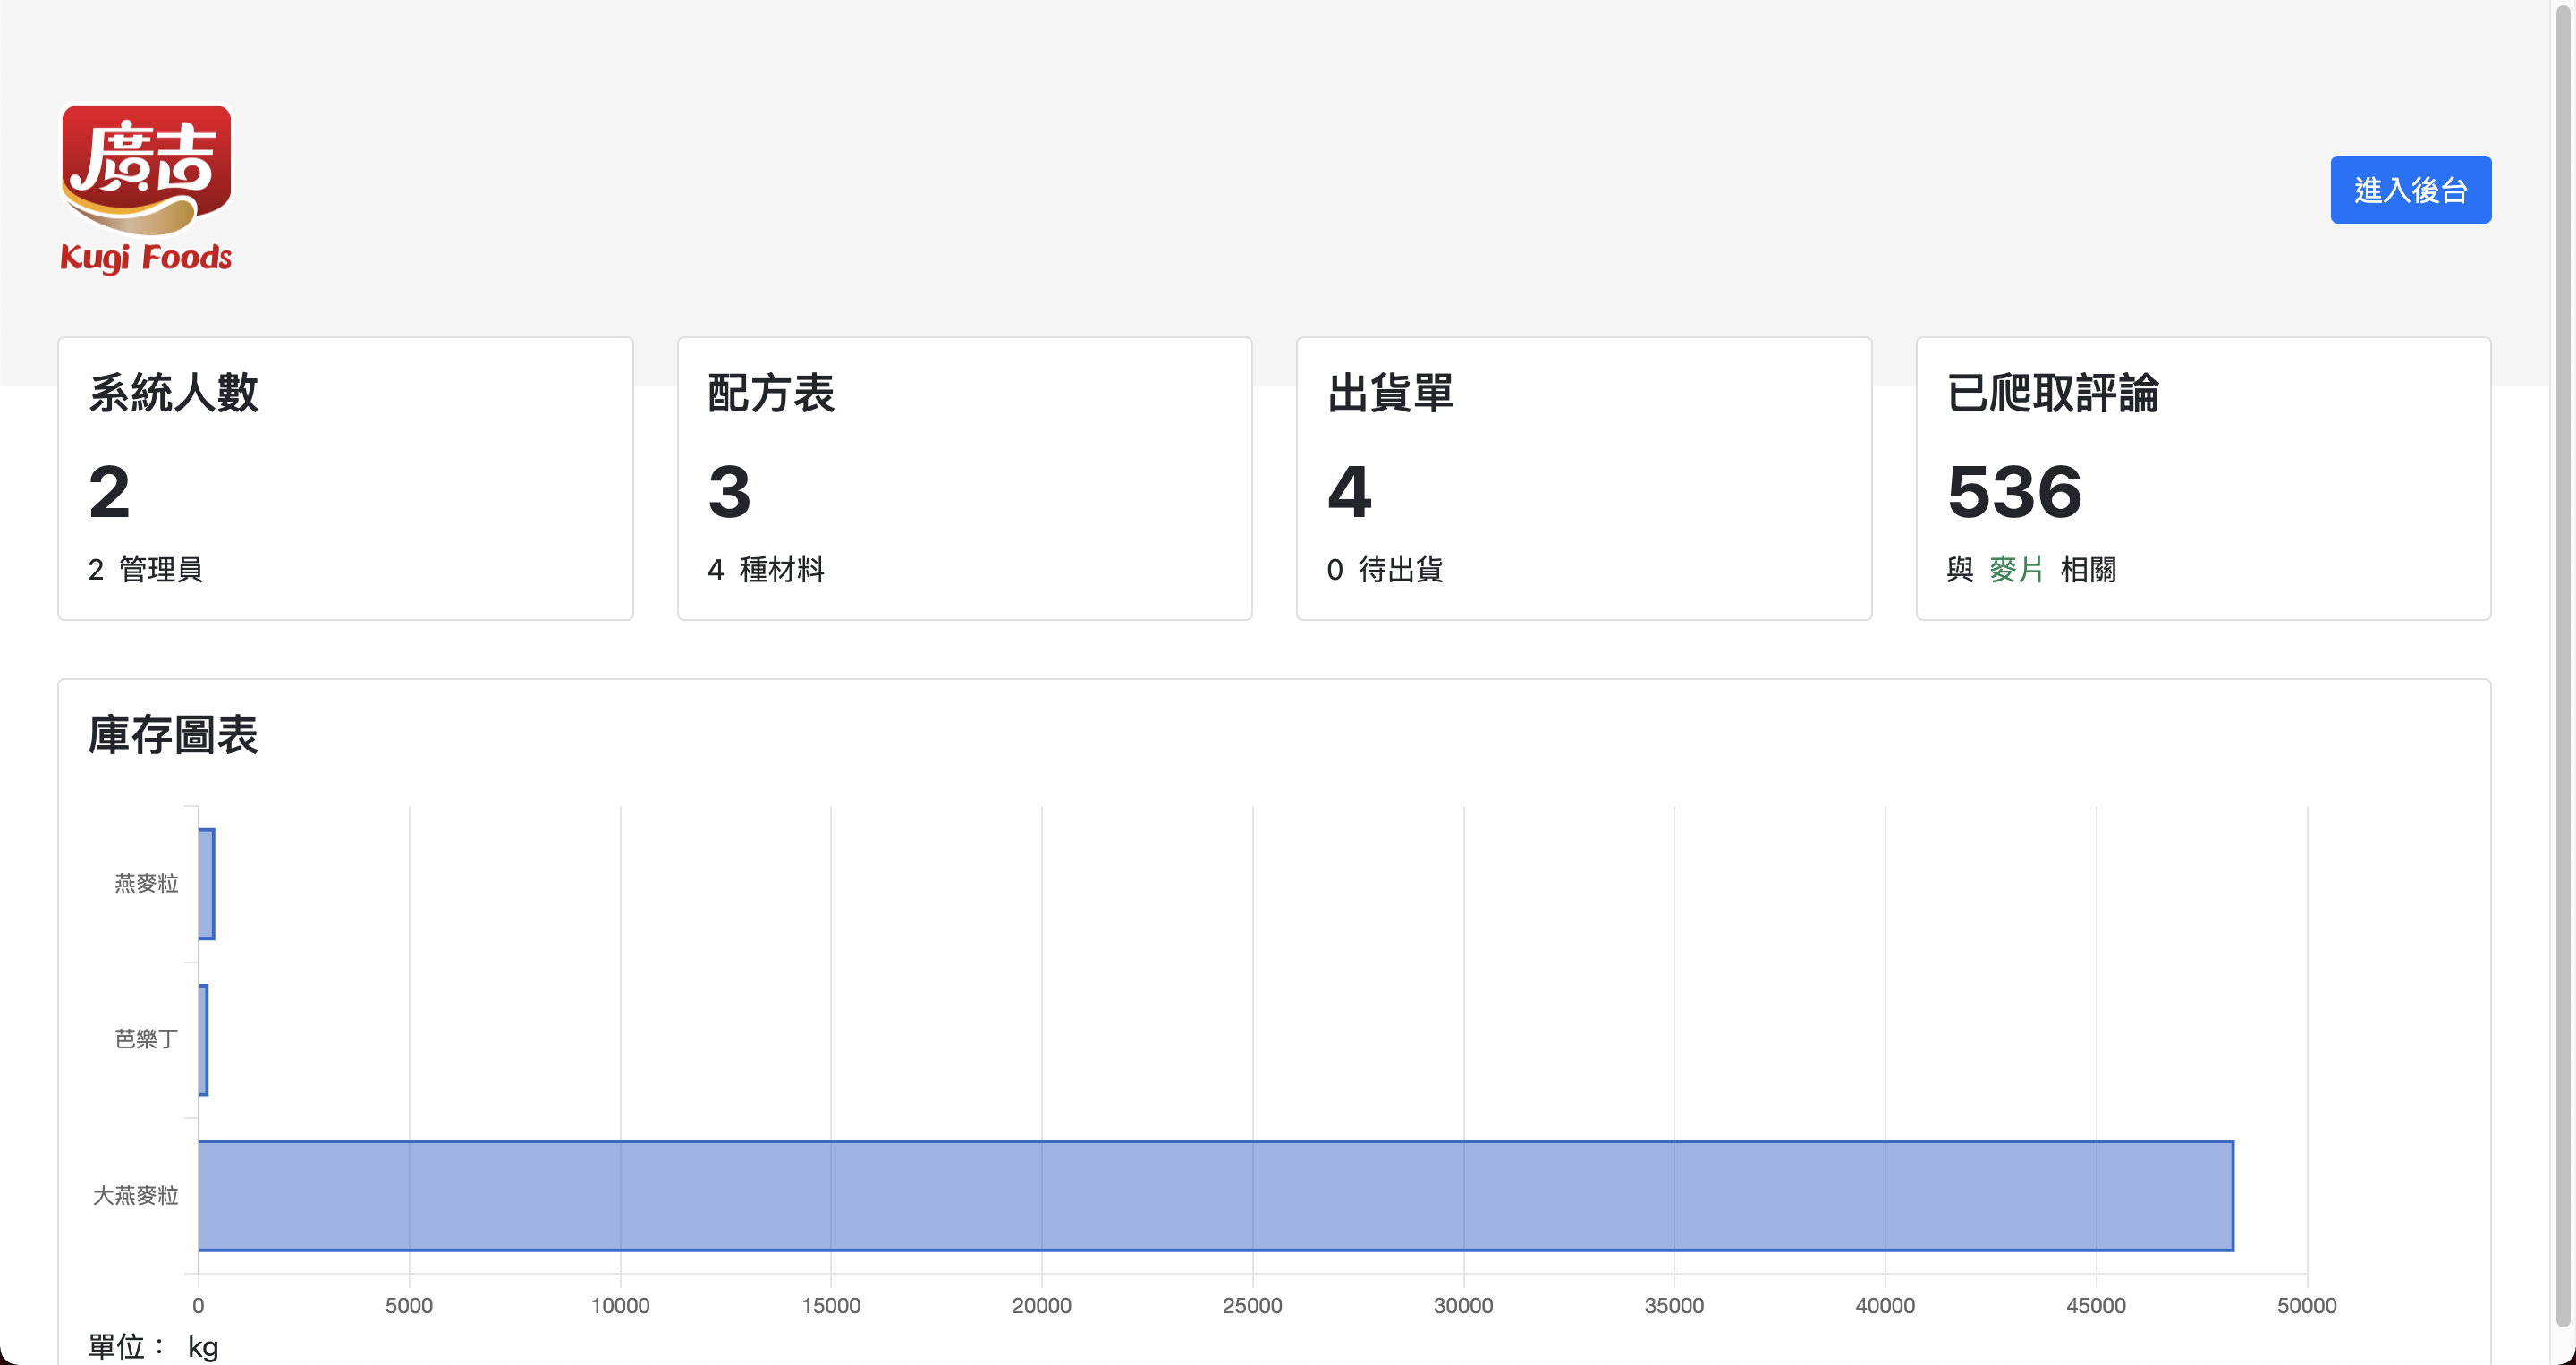 廣吉
Kugi Foods
進入後台
系統人數
2
2 管理員
配方表
3
4 種材料
出貨單
4
0 待出貨
已爬取評論
536
與 麥片 相關
庫存圖表
燕麥粒
芭樂丁
大燕麥粒
0 5000 10000 15000 20000 25000 30000 35000 40000 45000 50000
單位： kg